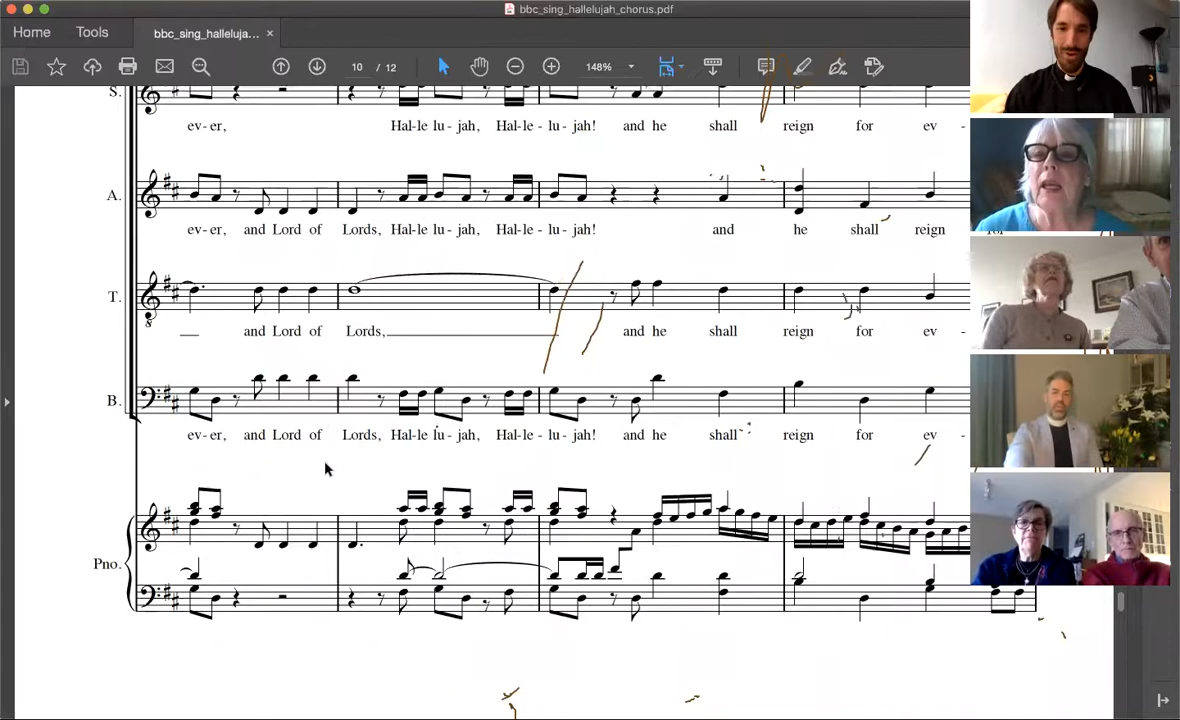 bbc_sing_hallelujah_chorus.pdf
Home Tools bbc_sing_halleluja... ×
10 / 12 148%
S.
ev - er, Hal - le lu - jah, Hal - le - lu - jah! and he shall reign for ev -
A.
ev - er, and Lord of Lords, Hal - le lu - jah, Hal - le - lu - jah! and he shall reign for
T.
and Lord of Lords, and he shall reign for ev -
B.
ev - er, and Lord of Lords, Hal - le lu - jah, Hal - le - lu - jah! and he shall reign for ev -
Pno.